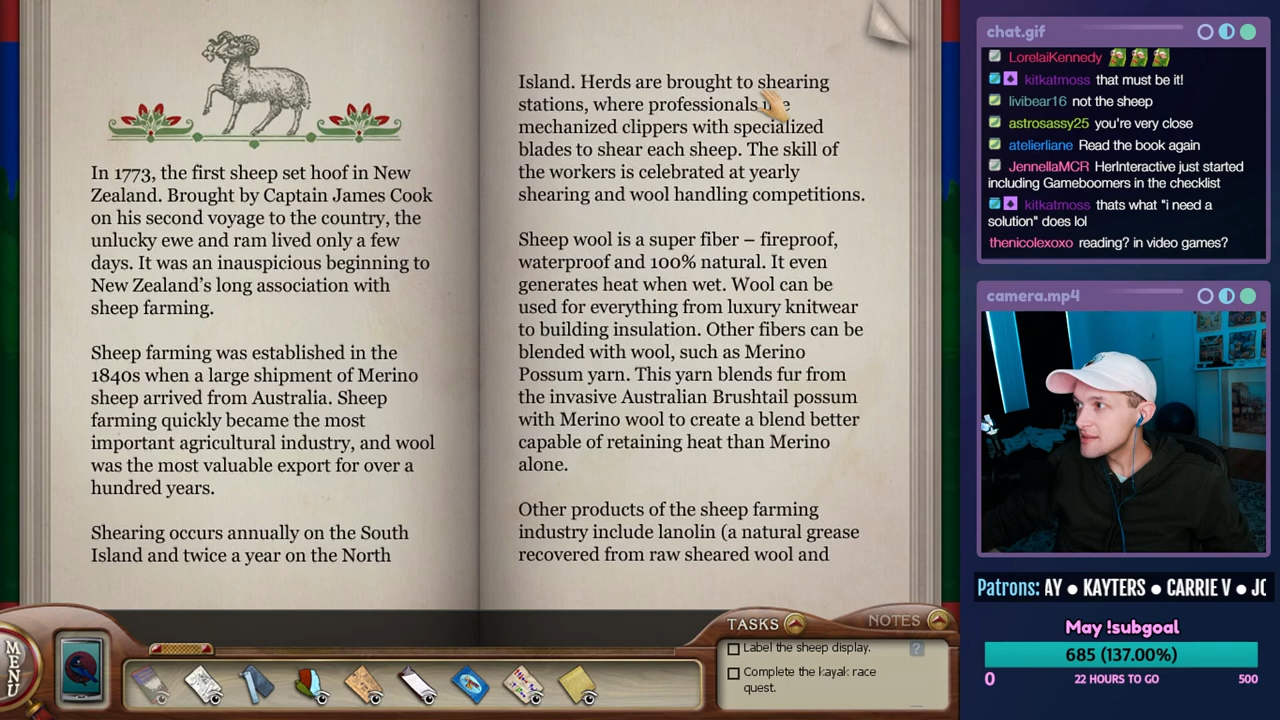 In 1773, the first sheep set hoof in New
Zealand. Brought by Captain James Cook
on his second voyage to the country, the
unlucky ewe and ram lived only a few
days. It was an inauspicious beginning to
New Zealand's long association with
sheep farming.
Sheep farming was established in the
1840s when a large shipment of Merino
sheep arrived from Australia. Sheep
farming quickly became the most
important agricultural industry, and wool
was the most valuable export for over a
hundred years.
Shearing occurs annually on the South
Island and twice a year on the North
Island. Herds are brought to shearing
stations, where professionals
mechanized clippers with specialized
blades to shear each sheep. The skill of
the workers is celebrated at yearly
shearing and wool handling competitions.
Sheep wool is a super fiber – fireproof,
waterproof and 100% natural. It even
generates heat when wet. Wool can be
used for everything from luxury knitwear
to building insulation. Other fibers can be
blended with wool, such as Merino
Possum yarn. This yarn blends fur from
the invasive Australian Brushtail possum
with Merino wool to create a blend better
capable of retaining heat than Merino
alone.
Other products of the sheep farming
industry include lanolin (a natural grease
recovered from raw sheared wool and
MENU
TASKS
NOTES
Label the sheep display.
?
Complete the kayak race
quest.
chat.gif
LorelaiKennedy
kitkatmoss that must be it!
livibear16 not the sheep
astrosassy25 you're very close
atelierliane Read the book again
JennellaMCR HerInteractive just started
including Gameboomers in the checklist
kitkatmoss thats what "i need a
solution" does lol
thenicolexoxo reading? in video games?
camera.mp4
Patrons: AY ● KAYTERS ● CARRIE V ●
May !subgoal
685 (137.00%)
0 22 HOURS TO GO 500